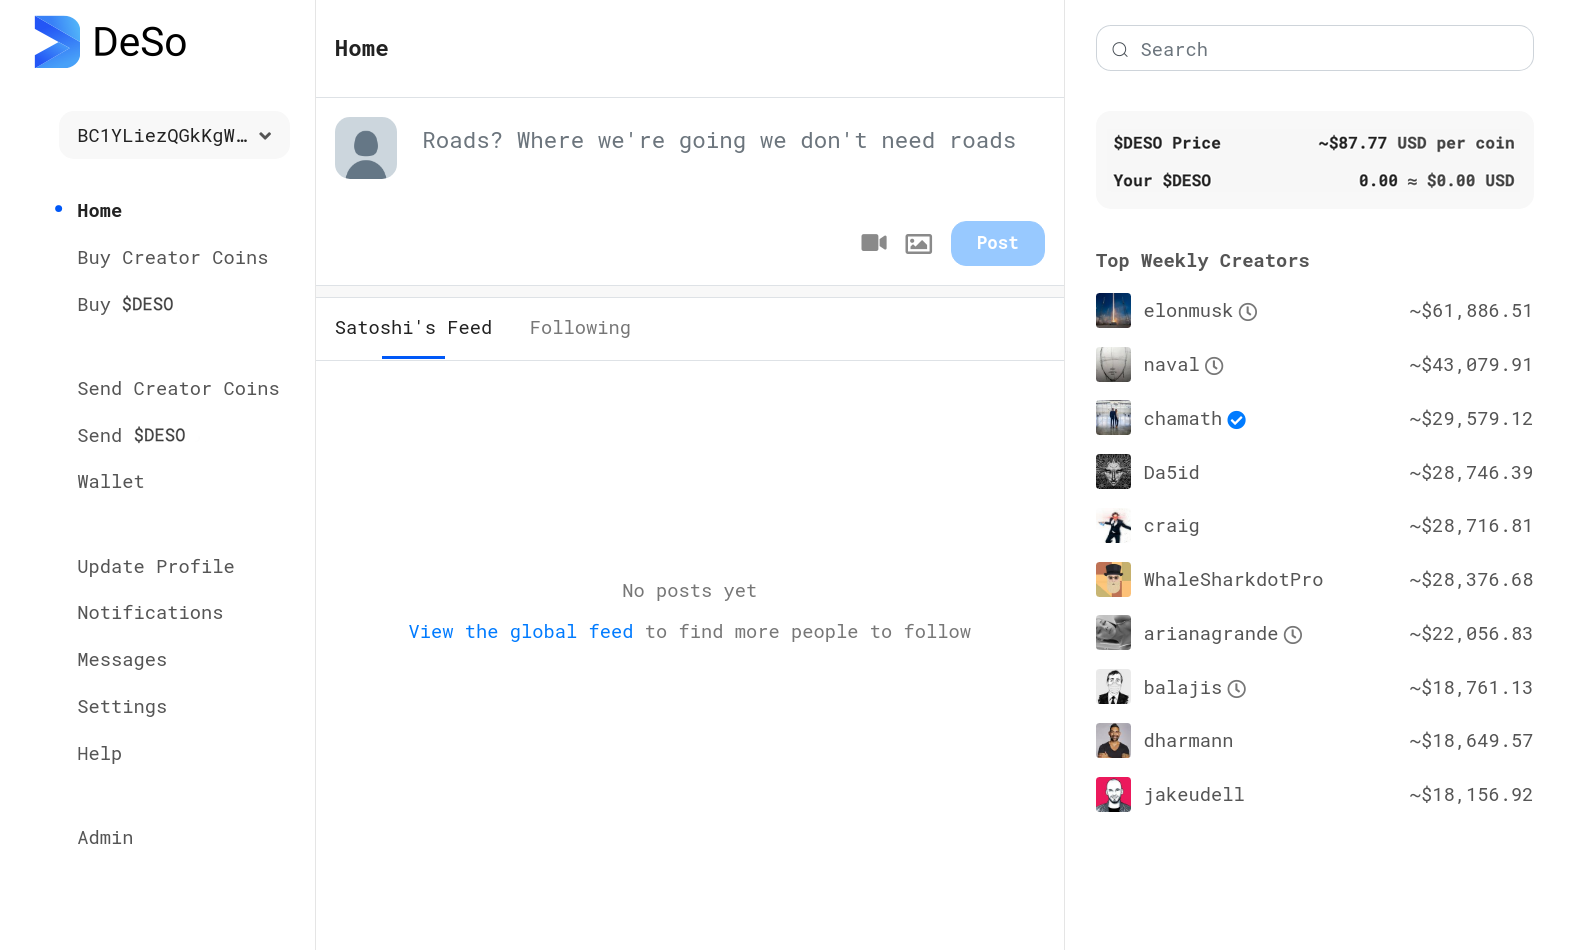 DeSo
BC1YLiezQGkKgW…
Home
Buy Creator Coins
Buy $DESO
Send Creator Coins
Send $DESO
Wallet
Update Profile
Notifications
Messages
Settings
Help
Admin
Home
Roads? Where we're going we don't need roads
Post
Satoshi's Feed Following
No posts yet
View the global feed to find more people to follow
Search
$DESO Price ~$87.77 USD per coin
Your $DESO 0.00 ≈ $0.00 USD
Top Weekly Creators
elonmusk ~$61,886.51
naval ~$43,079.91
chamath ~$29,579.12
Da5id ~$28,746.39
craig ~$28,716.81
WhaleSharkdotPro ~$28,376.68
arianagrande ~$22,056.83
balajis ~$18,761.13
dharmann ~$18,649.57
jakeudell ~$18,156.92